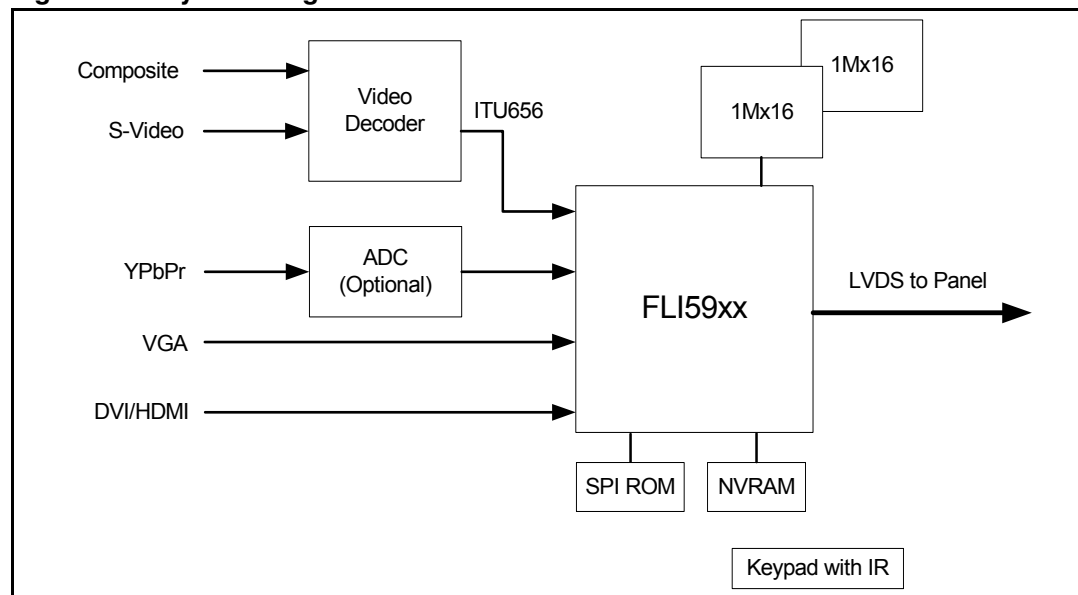 Composite
S-Video
Video
Decoder
ITU656
1Mx16
1Mx16
YPbPr
ADC
(Optional)
VGA
DVI/HDMI
FLI59xx
LVDS to Panel
SPI ROM
NVRAM
Keypad with IR